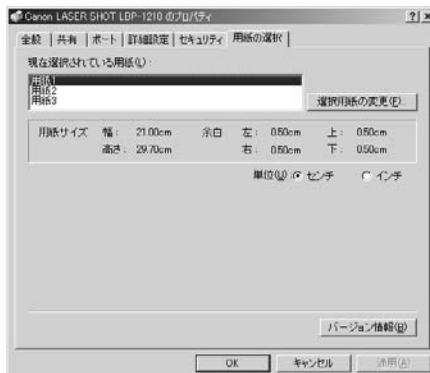 Canon LASER SHOT LBP-1210 のプロパティ
全般 共有 ポート 詳細設定 セキュリティ 用紙の選択
現在選択されている用紙(L):
用紙1
用紙2
用紙3
選択用紙の変更(F)...
用紙サイズ 幅: 21.00cm 余白 左: 0.50cm 上: 0.50cm
高さ: 29.70cm 右: 0.50cm 下: 0.50cm
単位(U): センチ インチ
バージョン情報(B)
OK キャンセル 適用(A)